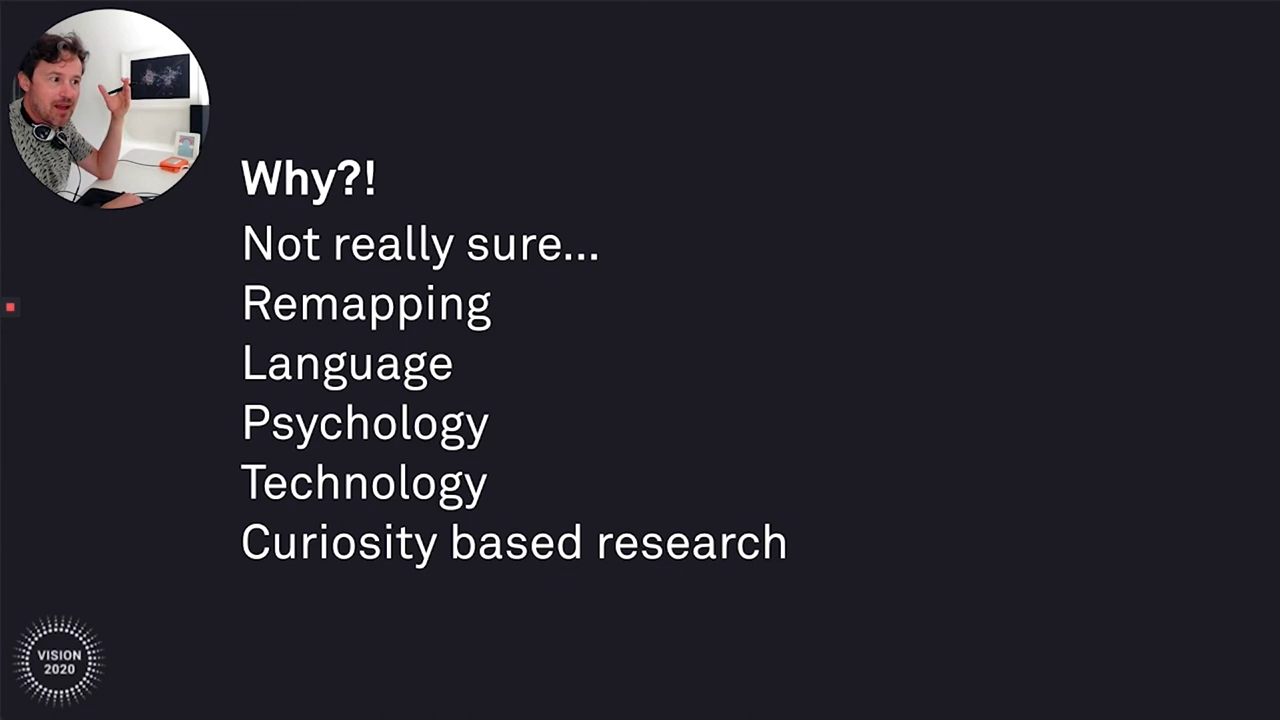 Why?!
Not really sure...
Remapping
Language
Psychology
Technology
Curiosity based research
VISION
2020